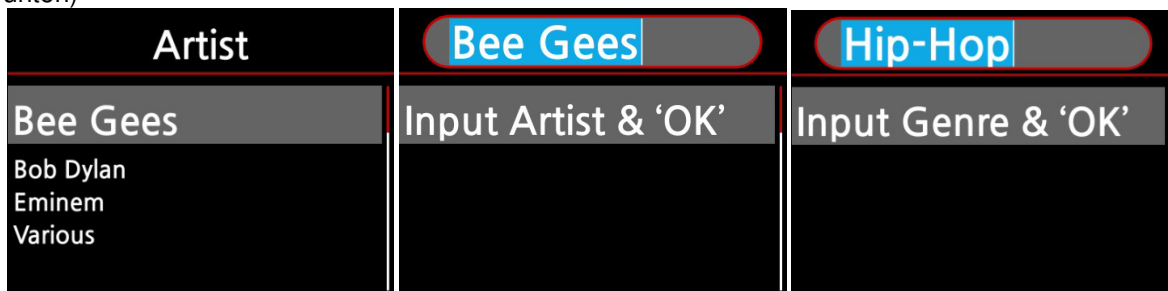 Artist
Bee Gees
Bob Dylan
Eminem
Various
Bee Gees
Input Artist & ‘OK’
Hip-Hop
Input Genre & ‘OK’